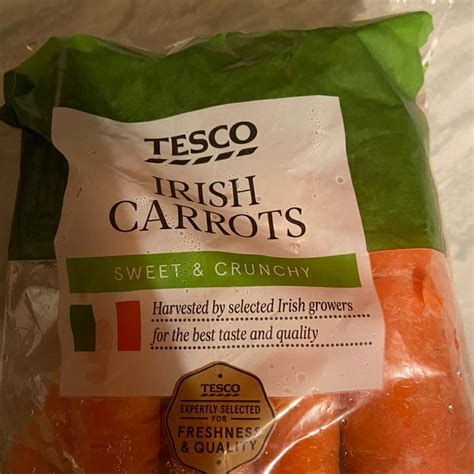 TESCO
IRISH
CARROTS
SWEET & CRUNCHY
Harvested by selected Irish growers
for the best taste and quality
TESCO
EXPERTLY SELECTED
FOR
FRESHNESS
& QUALITY